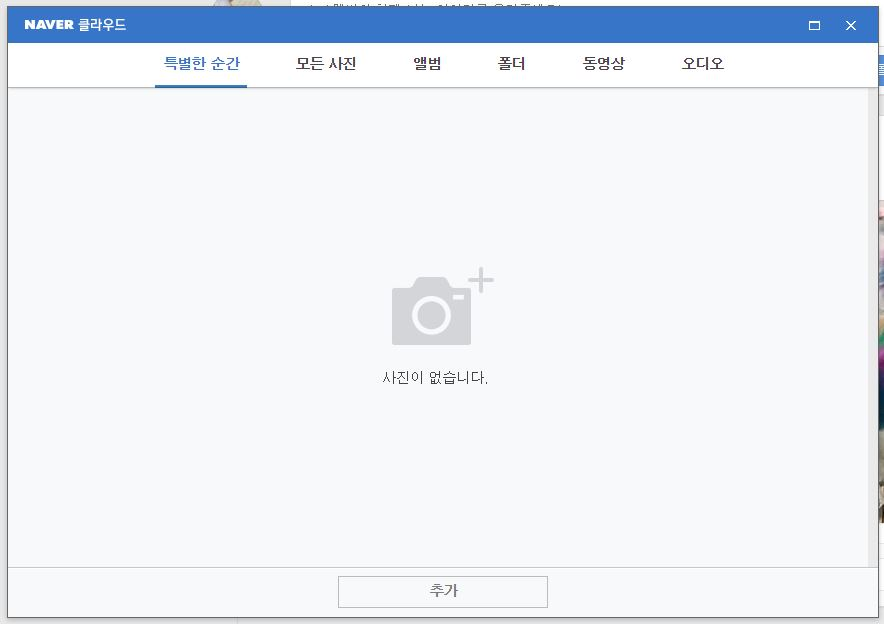 NAVER 클라우드
특별한 순간 모든 사진 앨범 폴더 동영상 오디오
사진이 없습니다.
추가